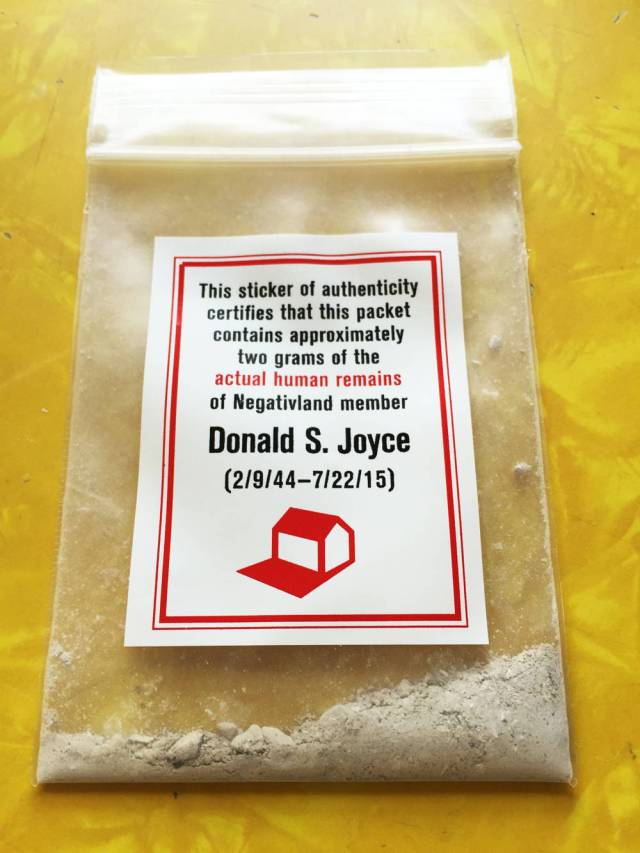 This sticker of authenticity
certifies that this packet
contains approximately
two grams of the
actual human remains
of Negativland member
Donald S. Joyce
(2/9/44–7/22/15)